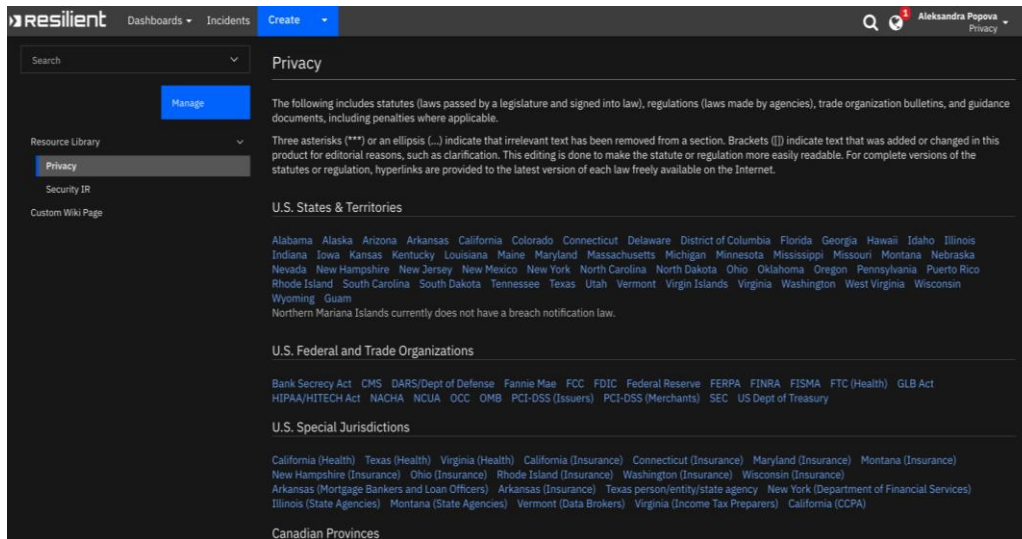 Resilient Dashboards Incidents Create 1 Aleksandra Popova
Privacy
Search
Manage
Resource Library
Privacy
Security IR
Custom Wiki Page
Privacy
The following includes statutes (laws passed by a legislature and signed into law), regulations (laws made by agencies), trade organization bulletins, and guidance
documents, including penalties where applicable.
Three asterisks (***) or an ellipsis (...) indicate that irrelevant text has been removed from a section. Brackets ([]) indicate text that was added or changed in this
product for editorial reasons, such as clarification. This editing is done to make the statute or regulation more easily readable. For complete versions of the
statutes or regulation, hyperlinks are provided to the latest version of each law freely available on the Internet.
U.S. States & Territories
Alabama Alaska Arizona Arkansas California Colorado Connecticut Delaware District of Columbia Florida Georgia Hawaii Idaho Illinois
Indiana Iowa Kansas Kentucky Louisiana Maine Maryland Massachusetts Michigan Minnesota Mississippi Missouri Montana Nebraska
Nevada New Hampshire New Jersey New Mexico New York North Carolina North Dakota Ohio Oklahoma Oregon Pennsylvania Puerto Rico
Rhode Island South Carolina South Dakota Tennessee Texas Utah Vermont Virgin Islands Virginia Washington West Virginia Wisconsin
Wyoming Guam
Northern Mariana Islands currently does not have a breach notification law.
U.S. Federal and Trade Organizations
Bank Secrecy Act CMS DARS/Dept of Defense Fannie Mae FCC FDIC Federal Reserve FERPA FINRA FISMA FTC (Health) GLB Act
HIPAA/HITECH Act NACHA NCUA OCC OMB PCI-DSS (Issuers) PCI-DSS (Merchants) SEC US Dept of Treasury
U.S. Special Jurisdictions
California (Health) Texas (Health) Virginia (Health) California (Insurance) Connecticut (Insurance) Maryland (Insurance) Montana (Insurance)
New Hampshire (Insurance) Ohio (Insurance) Rhode Island (Insurance) Washington (Insurance) Wisconsin (Insurance)
Arkansas (Mortgage Bankers and Loan Officers) Arkansas (Insurance) Texas person/entity/state agency New York (Department of Financial Services)
Illinois (State Agencies) Montana (State Agencies) Vermont (Data Brokers) Virginia (Income Tax Preparers) California (CCPA)
Canadian Provinces